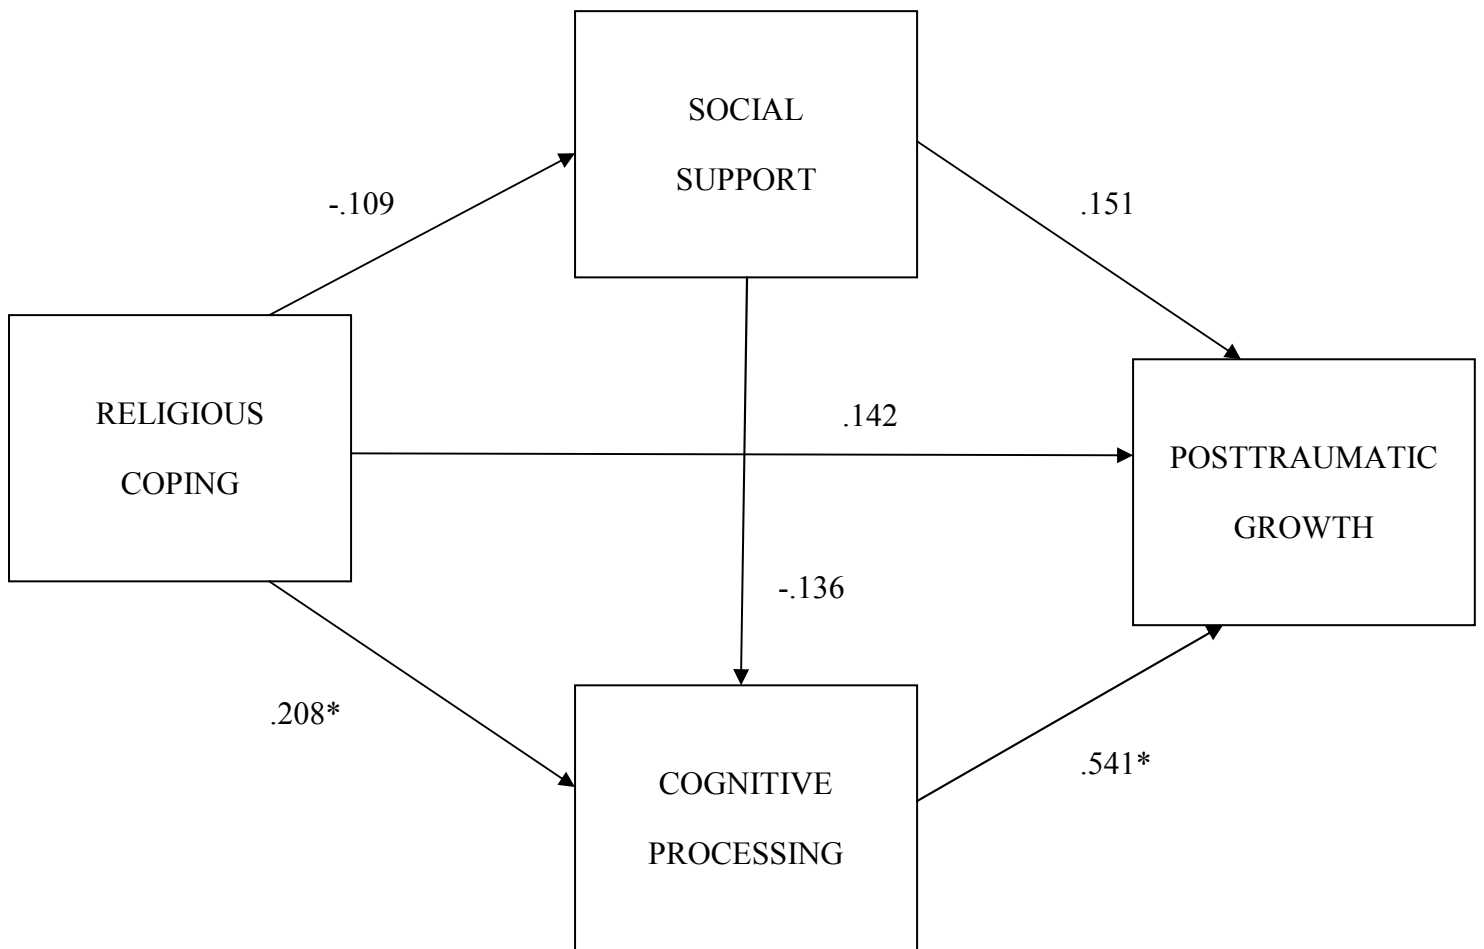 SOCIAL
SUPPORT
-.109
.151
RELIGIOUS
COPING
.142
POSTTRAUMATIC
GROWTH
-.136
.208*
.541*
COGNITIVE
PROCESSING